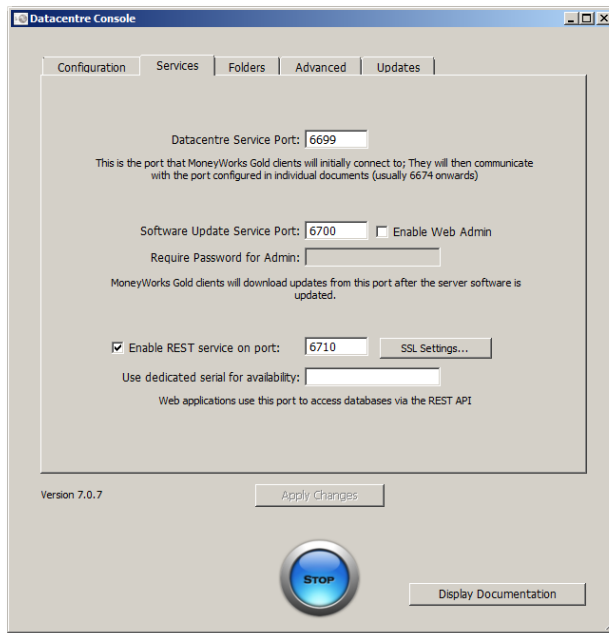 Datacentre Console
Configuration Services Folders Advanced Updates
Datacentre Service Port: 6699
This is the port that MoneyWorks Gold clients will initially connect to; They will then communicate
with the port configured in individual documents (usually 6674 onwards)
Software Update Service Port: 6700 Enable Web Admin
Require Password for Admin:
MoneyWorks Gold clients will download updates from this port after the server software is
updated.
Enable REST service on port: 6710 SSL Settings...
Use dedicated serial for availability:
Web applications use this port to access databases via the REST API
Version 7.0.7 Apply Changes
STOP
Display Documentation